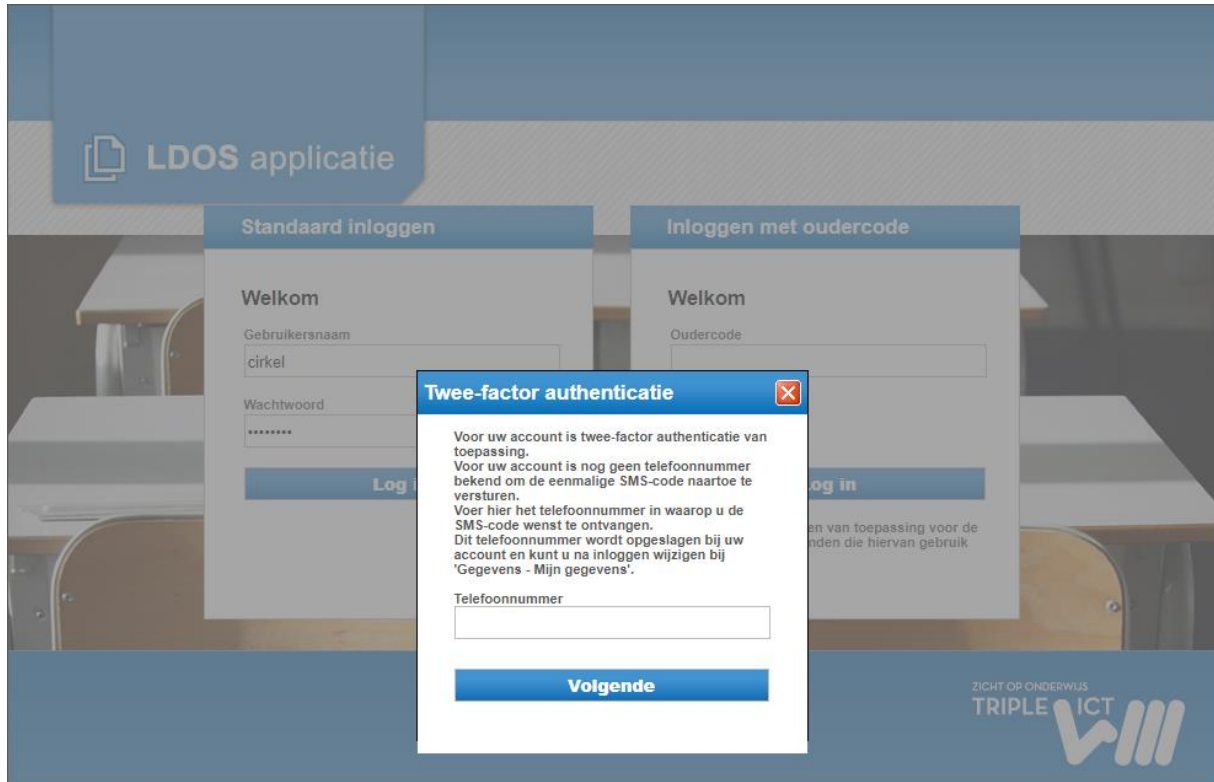 LDOS applicatie
Standaard inloggen
Inloggen met oudercode
Welkom
Gebruikersnaam
cirkel
Wachtwoord
••••••••
Log i
Welkom
Oudercode
og in
en van toepassing voor de
nden die hiervan gebruik
Twee-factor authenticatie
Voor uw account is twee-factor authenticatie van
toepassing.
Voor uw account is nog geen telefoonnummer
bekend om de eenmalige SMS-code naartoe te
versturen.
Voer hier het telefoonnummer in waarop u de
SMS-code wenst te ontvangen.
Dit telefoonnummer wordt opgeslagen bij uw
account en kunt u na inloggen wijzigen bij
'Gegevens - Mijn gegevens'.
Telefoonnummer
Volgende
ZICHT OP ONDERWIJS
TRIPLE ICT